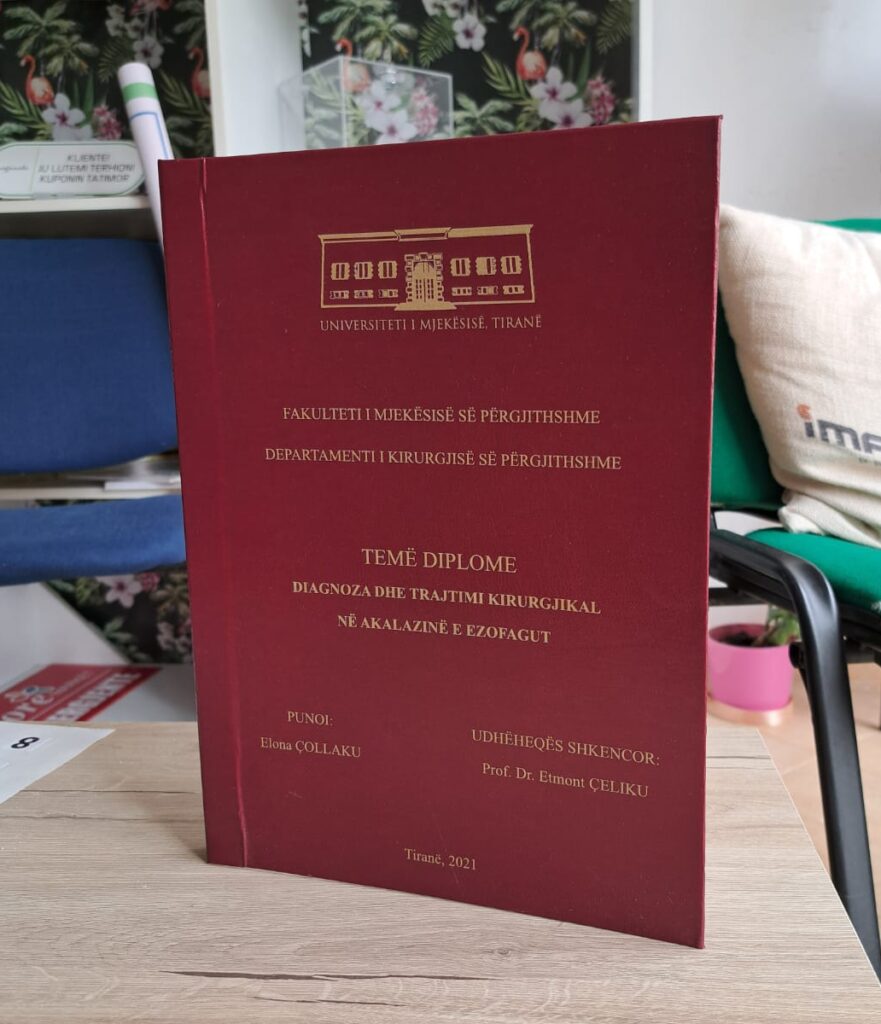 KLIENTE!
JU LUTEMI TERHIQNI
KUPONIN TATIMOR
UNIVERSITETI I MJEKËSISË, TIRANË
FAKULTETI I MJEKËSISË SË PËRGJITHSHME
DEPARTAMENTI I KIRURGJISË SË PËRGJITHSHME
TEMË DIPLOME
DIAGNOZA DHE TRAJTIMI KIRURGJIKAL
NË AKALAZINË E EZOFAGUT
PUNOI:
Elona ÇOLLAKU
UDHËHEQËS SHKENCOR:
Prof. Dr. Etmont ÇELIKU
Tiranë, 2021
8